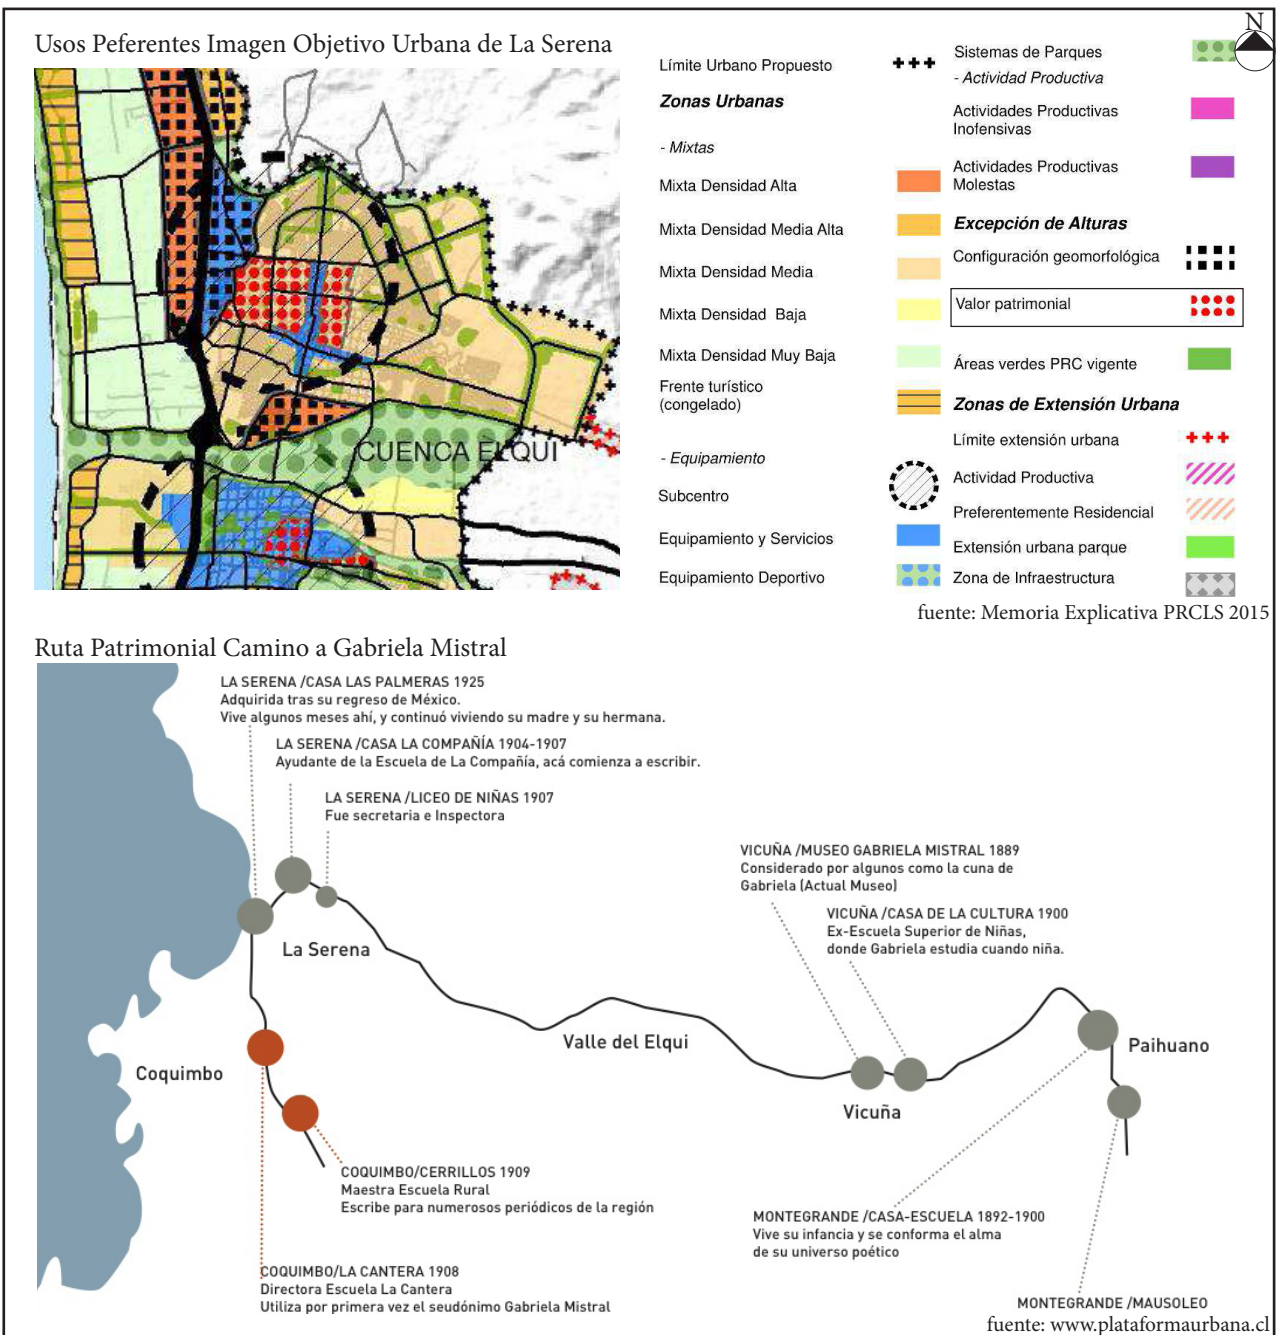 N
Usos Peferentes Imagen Objetivo Urbana de La Serena
CUENCA ELQUI
Límite Urbano Propuesto
Zonas Urbanas
- Mixtas
Mixta Densidad Alta
Mixta Densidad Media Alta
Mixta Densidad Media
Mixta Densidad Baja
Mixta Densidad Muy Baja
Frente turístico
(congelado)
- Equipamiento
Subcentro
Equipamiento y Servicios
Equipamiento Deportivo
Sistemas de Parques
- Actividad Productiva
Actividades Productivas
Inofensivas
Actividades Productivas
Molestas
Excepción de Alturas
Configuración geomorfológica
Valor patrimonial
Áreas verdes PRC vigente
Zonas de Extensión Urbana
Límite extensión urbana
Actividad Productiva
Preferentemente Residencial
Extensión urbana parque
Zona de Infraestructura
fuente: Memoria Explicativa PRCLS 2015
Ruta Patrimonial Camino a Gabriela Mistral
LA SERENA /CASA LAS PALMERAS 1925
Adquirida tras su regreso de México.
Vive algunos meses ahí, y continuó viviendo su madre y su hermana.
LA SERENA /CASA LA COMPAÑÍA 1904-1907
Ayudante de la Escuela de La Compañía, acá comienza a escribir.
LA SERENA /LICEO DE NIÑAS 1907
Fue secretaria e Inspectora
VICUÑA /MUSEO GABRIELA MISTRAL 1889
Considerado por algunos como la cuna de
Gabriela (Actual Museo)
VICUÑA /CASA DE LA CULTURA 1900
Ex-Escuela Superior de Niñas,
donde Gabriela estudia cuando niña.
La Serena
Valle del Elqui
Paihuano
Coquimbo
Vicuña
COQUIMBO/CERRILLOS 1909
Maestra Escuela Rural
Escribe para numerosos periódicos de la región
MONTEGRANDE /CASA-ESCUELA 1892-1900
Vive su infancia y se conforma el alma
de su universo poético
COQUIMBO/LA CANTERA 1908
Directora Escuela La Cantera
Utiliza por primera vez el seudónimo Gabriela Mistral
MONTEGRANDE /MAUSOLEO
fuente: www.plataformaurbana.cl